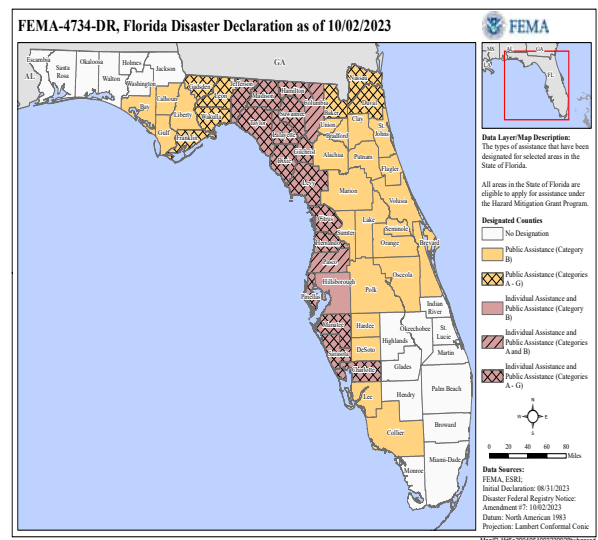 FEMA-4734-DR, Florida Disaster Declaration as of 10/02/2023
FEMA
MS
AL
GA
LA
FL
GA
AL
Escambia
Santa
Rosa
Okaloosa
Walton
Holmes
Washington
Jackson
Bay
Calhoun
Gulf
Liberty
Gadsden
Franklin
Leon
Wakulla
Jefferson
Madison
Taylor
Hamilton
Suwannee
Lafayette
Dixie
Columbia
Gilchrist
Levy
Baker
Union
Bradford
Alachua
Nassau
Duval
Clay
St.
Johns
Putnam
Flagler
Marion
Volusia
Citrus
Sumter
Lake
Hernando
Seminole
Orange
Brevard
Pasco
Hillsborough
Pinellas
Polk
Osceola
Indian
River
Manatee
Hardee
Okeechobee
St.
Lucie
Highlands
Martin
Sarasota
DeSoto
Charlotte
Glades
Lee
Hendry
Palm Beach
Collier
Broward
Monroe
Miami-Dade
Data Layer/Map Description:
The types of assistance that have been
designated for selected areas in the
State of Florida.
All areas in the State of Florida are
eligible to apply for assistance under
the Hazard Mitigation Grant Program.
Designated Counties
No Designation
Public Assistance (Category
B)
Public Assistance (Categories
A - G)
Individual Assistance and
Public Assistance (Category
B)
Individual Assistance and
Public Assistance (Categories
A and B)
Individual Assistance and
Public Assistance (Categories
A - G)
N
W
E
S
0 20 40 60 80
Miles
Data Sources:
FEMA, ESRI;
Initial Declaration: 08/31/2023
Disaster Federal Registry Notice:
Amendment #7: 10/02/2023
Datum: North American 1983
Projection: Lambert Conformal Conic